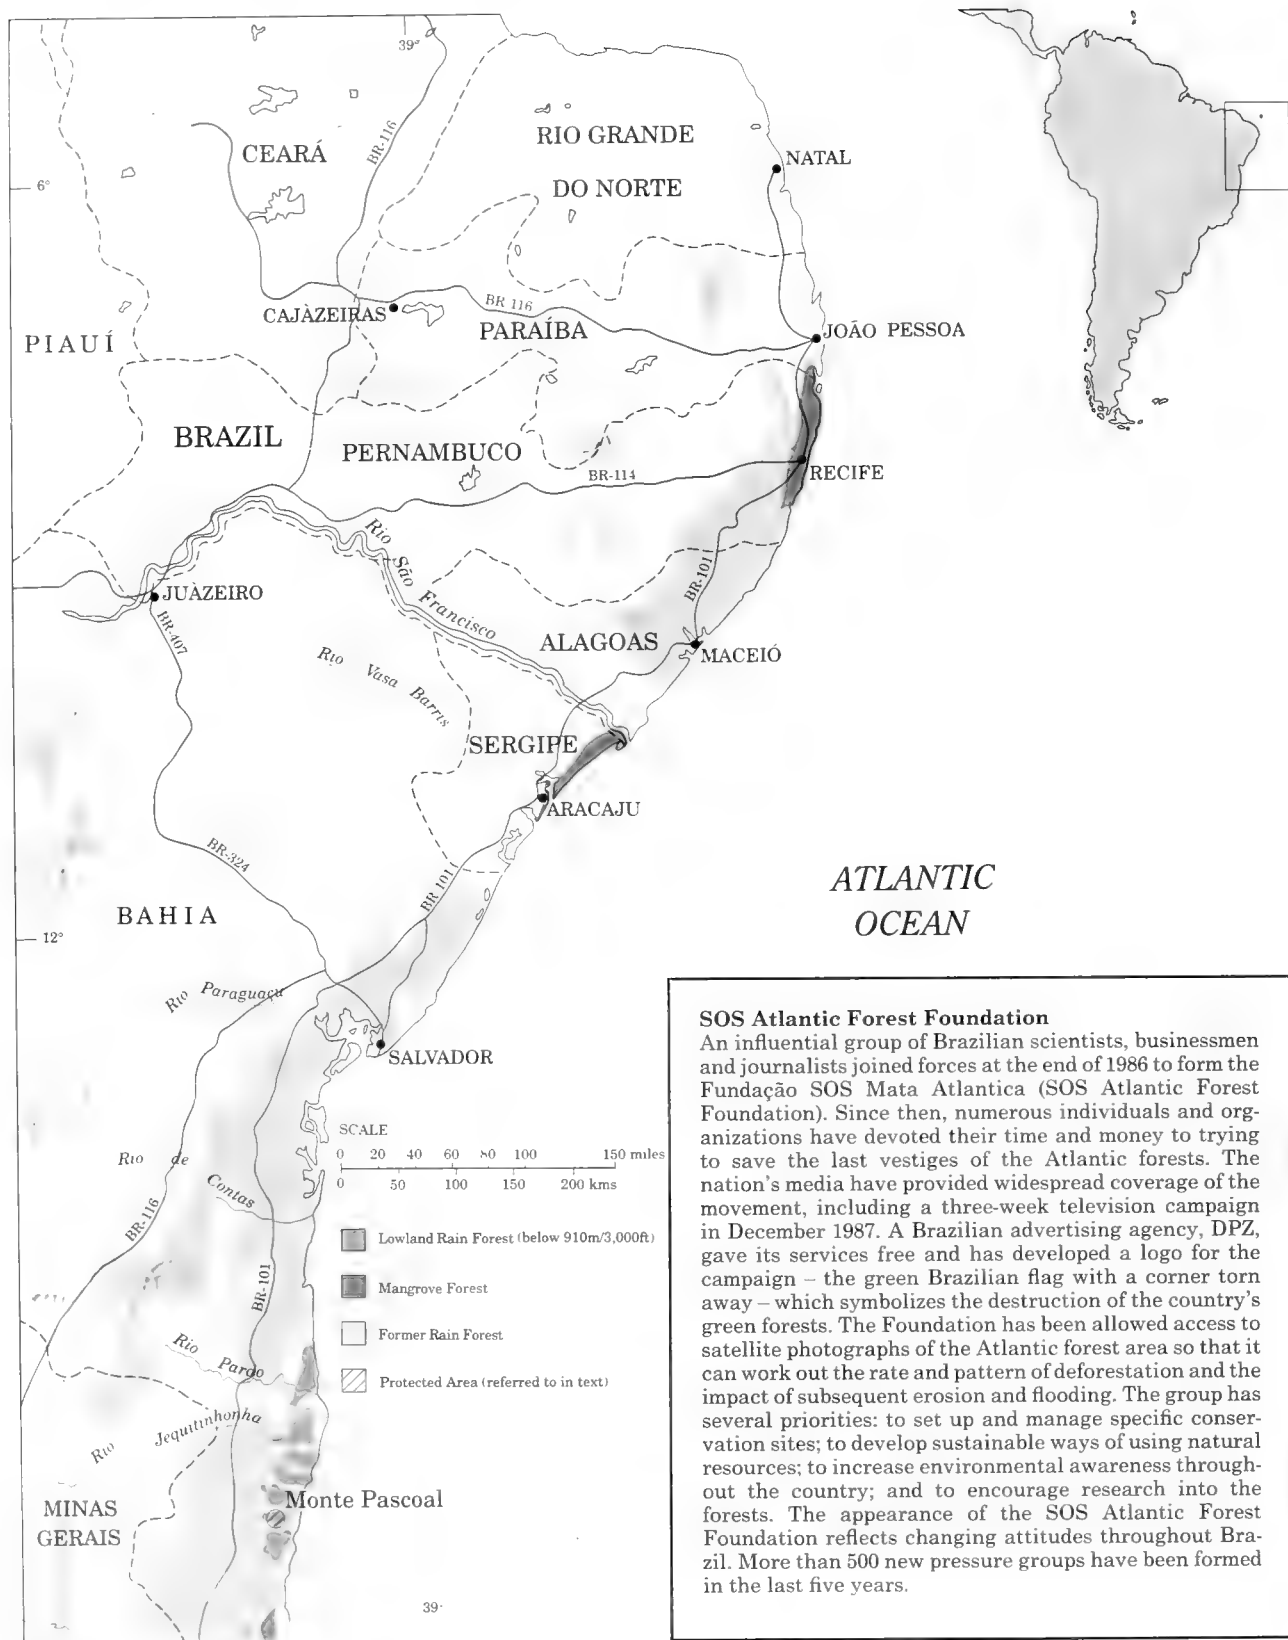 39°
CEARÁ
BR-116
RIO GRANDE
DO NORTE
NATAL
6°
CAJÀZEIRAS
BR 116
PARAÍBA
JOÃO PESSOA
PIAUÍ
BRAZIL
PERNAMBUCO
BR-114
RECIFE
Rio São Francisco
JUÀZEIRO
BR-407
BR-101
ALAGOAS
MACEIÓ
Rio Vasa Barris
SERGIPE
ARACAJU
BR-324
BR 101
ATLANTIC
OCEAN
BAHIA
12°
Rio Paraguaçu
SALVADOR
SCALE
0 20 40 60 80 100 150 miles
0 50 100 150 200 kms
Rio de Contas
BR-116
BR-101
Lowland Rain Forest (below 910m/3,000ft)
Mangrove Forest
Former Rain Forest
Protected Area (referred to in text)
Rio Pardo
Rio Jequitinhonha
MINAS
GERAIS
Monte Pascoal
39°
SOS Atlantic Forest Foundation
An influential group of Brazilian scientists, businessmen
and journalists joined forces at the end of 1986 to form the
Fundação SOS Mata Atlantica (SOS Atlantic Forest
Foundation). Since then, numerous individuals and org-
anizations have devoted their time and money to trying
to save the last vestiges of the Atlantic forests. The
nation's media have provided widespread coverage of the
movement, including a three-week television campaign
in December 1987. A Brazilian advertising agency, DPZ,
gave its services free and has developed a logo for the
campaign – the green Brazilian flag with a corner torn
away – which symbolizes the destruction of the country's
green forests. The Foundation has been allowed access to
satellite photographs of the Atlantic forest area so that it
can work out the rate and pattern of deforestation and the
impact of subsequent erosion and flooding. The group has
several priorities: to set up and manage specific conser-
vation sites; to develop sustainable ways of using natural
resources; to increase environmental awareness through-
out the country; and to encourage research into the
forests. The appearance of the SOS Atlantic Forest
Foundation reflects changing attitudes throughout Bra-
zil. More than 500 new pressure groups have been formed
in the last five years.